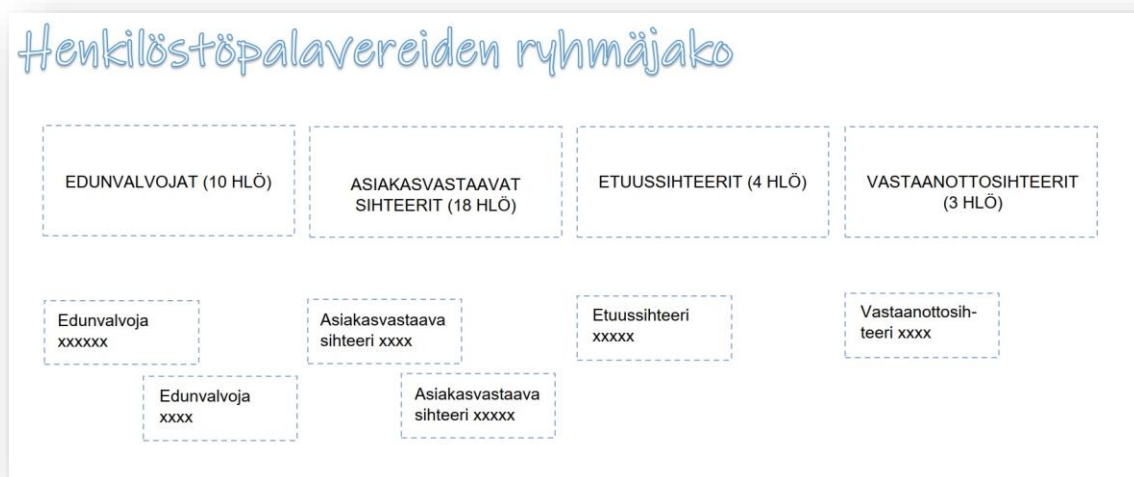 Henkilöstöpalavereiden ryhmäjako
EDUNVALVOJAT (10 HLÖ)
ASIAKASVASTAAVAT
SIHTEERIT (18 HLÖ)
ETUUSSIHTEERIT (4 HLÖ)
VASTAANOTTOSIHTEERIT
(3 HLÖ)
Edunvalvoja
xxxxxx
Edunvalvoja
xxxx
Asiakasvastaava
sihteeri xxxx
Asiakasvastaava
sihteeri xxxxx
Etuussihteeri
xxxxx
Vastaanottosih-
teeri xxxx